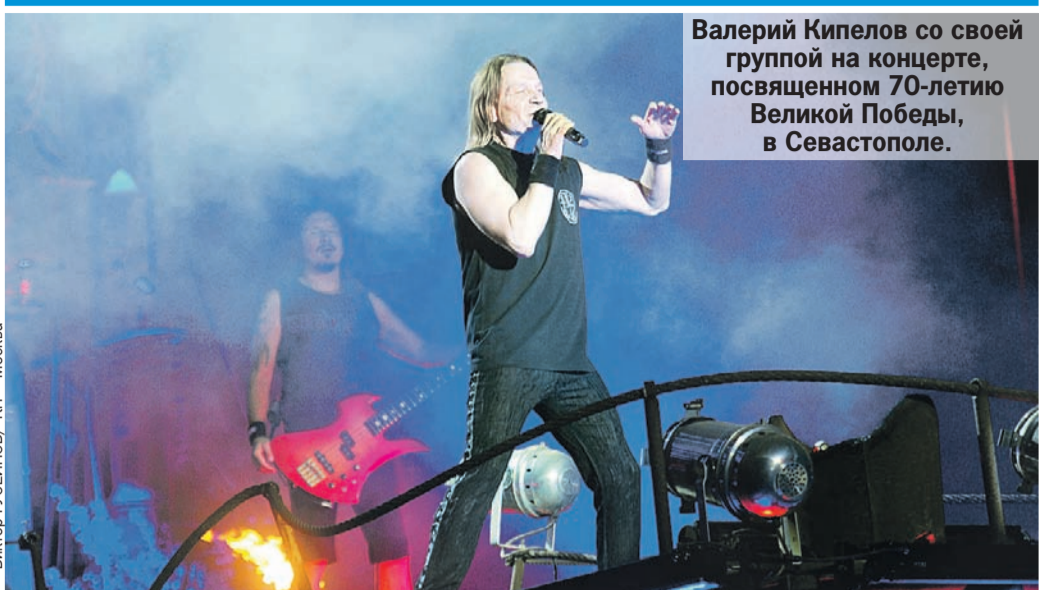 Валерий Кипелов со своей
группой на концерте,
посвященном 70-летию
Великой Победы,
в Севастополе.